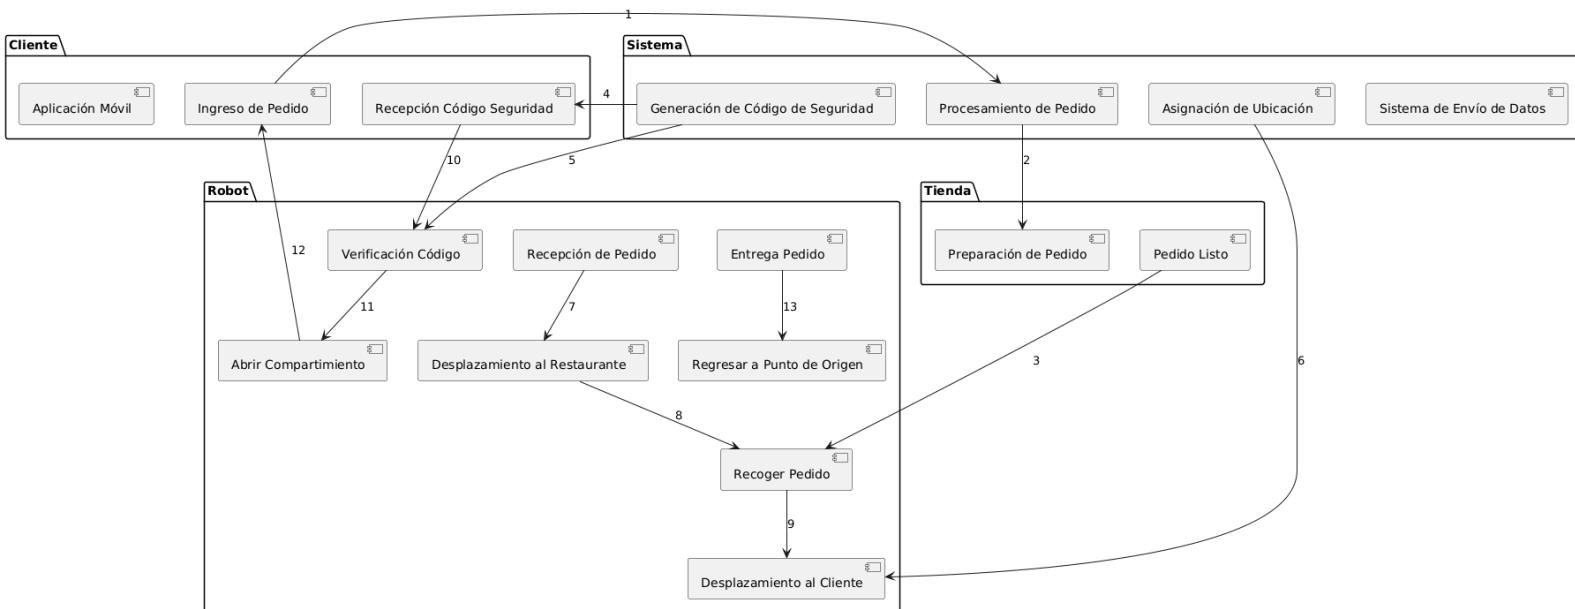 1
Cliente
Sistema
Aplicación Móvil
Ingreso de Pedido
Recepción Código Seguridad
4
Generación de Código de Seguridad
Procesamiento de Pedido
Asignación de Ubicación
Sistema de Envío de Datos
10
5
2
Robot
Tienda
Verificación Código
Recepción de Pedido
Entrega Pedido
Preparación de Pedido
Pedido Listo
12
11
7
13
Abrir Compartimiento
Desplazamiento al Restaurante
Regresar a Punto de Origen
3
6
8
Recoger Pedido
9
Desplazamiento al Cliente